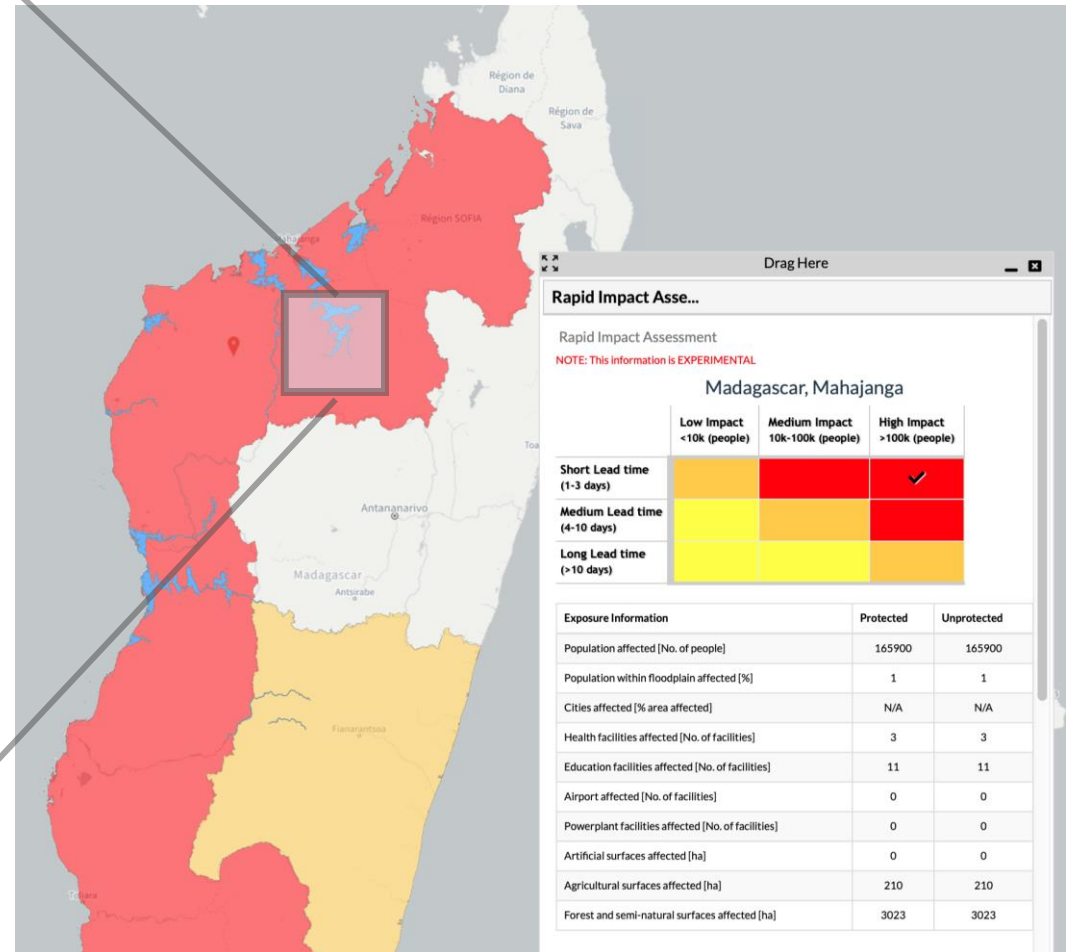 Région de
Diana
Région de
Sava
Région SOFIA
Mahajanga
Antananarivo
Madagascar
Antsirabe
Fianarantsoa
Drag Here
Rapid Impact Asse...
Rapid Impact Assessment
NOTE: This information is EXPERIMENTAL
Madagascar, Mahajanga
Low Impact Medium Impact High Impact
<10k (people) 10k-100k (people) >100k (people)
Short Lead time
(1-3 days)
Medium Lead time
(4-10 days)
Long Lead time
(>10 days)
Exposure Information Protected Unprotected
Population affected [No. of people] 165900 165900
Population within floodplain affected [%] 1 1
Cities affected [% area affected] N/A N/A
Health facilities affected [No. of facilities] 3 3
Education facilities affected [No. of facilities] 11 11
Airport affected [No. of facilities] 0 0
Powerplant facilities affected [No. of facilities] 0 0
Artificial surfaces affected [ha] 0 0
Agricultural surfaces affected [ha] 210 210
Forest and semi-natural surfaces affected [ha] 3023 3023